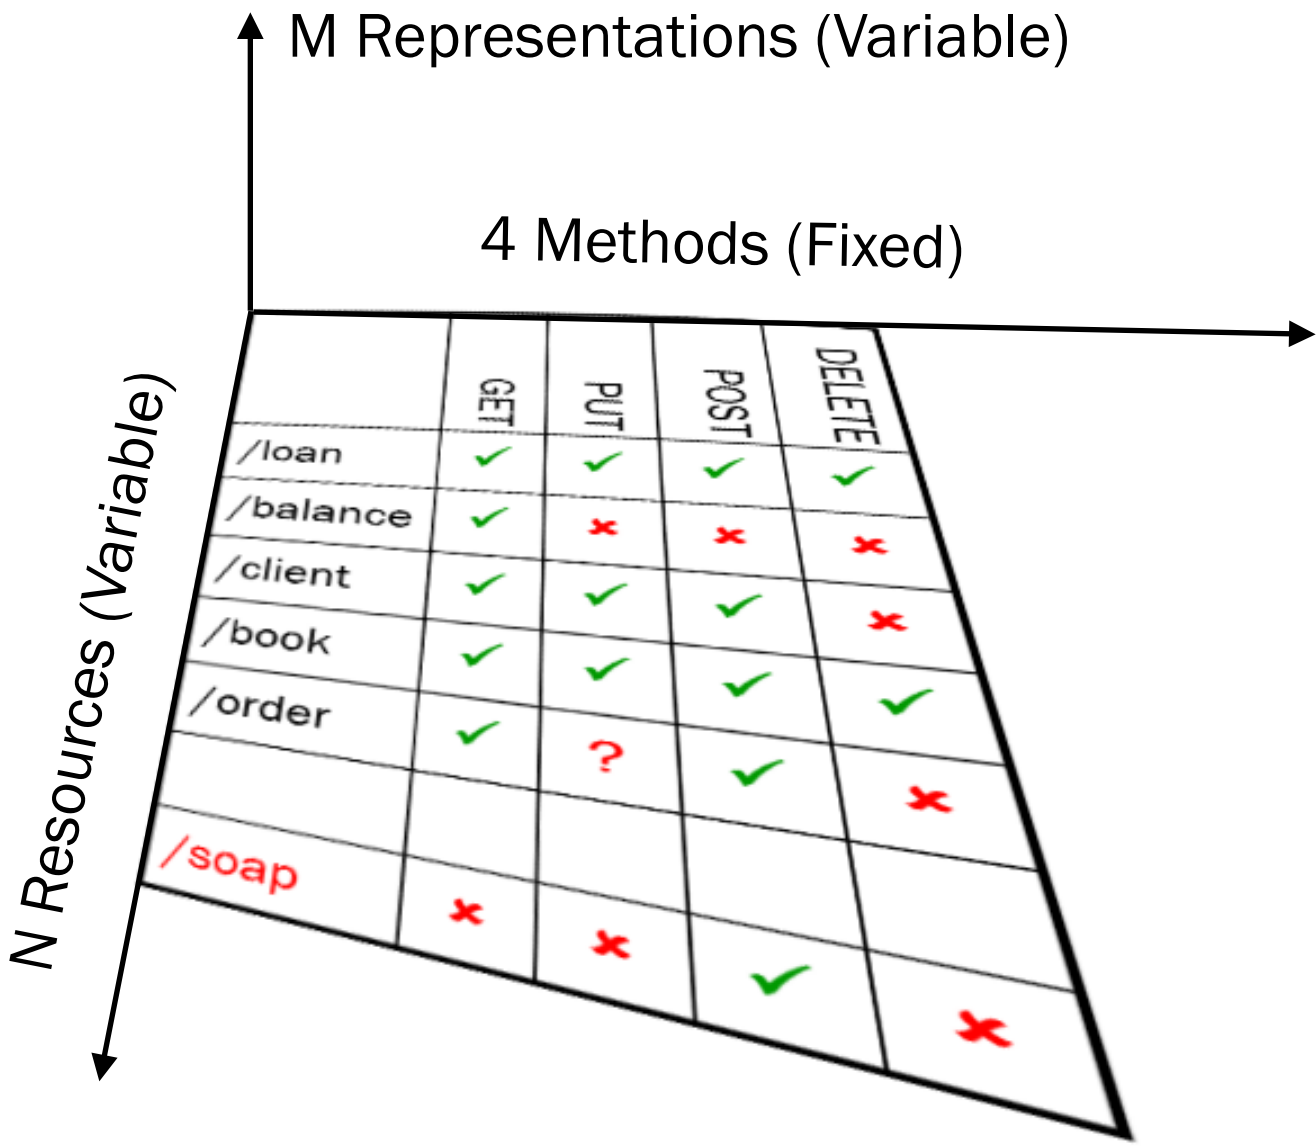 M Representations (Variable)
4 Methods (Fixed)
N Resources (Variable)
GET PUT POST DELETE
/loan ✓ ✓ ✓ ✓
/balance ✓ ✗ ✗ ✗
/client ✓ ✓ ✓ ✗
/book ✓ ✓ ✓ ✓
/order ✓ ? ✓ ✗
/soap ✗ ✗ ✓ ✗